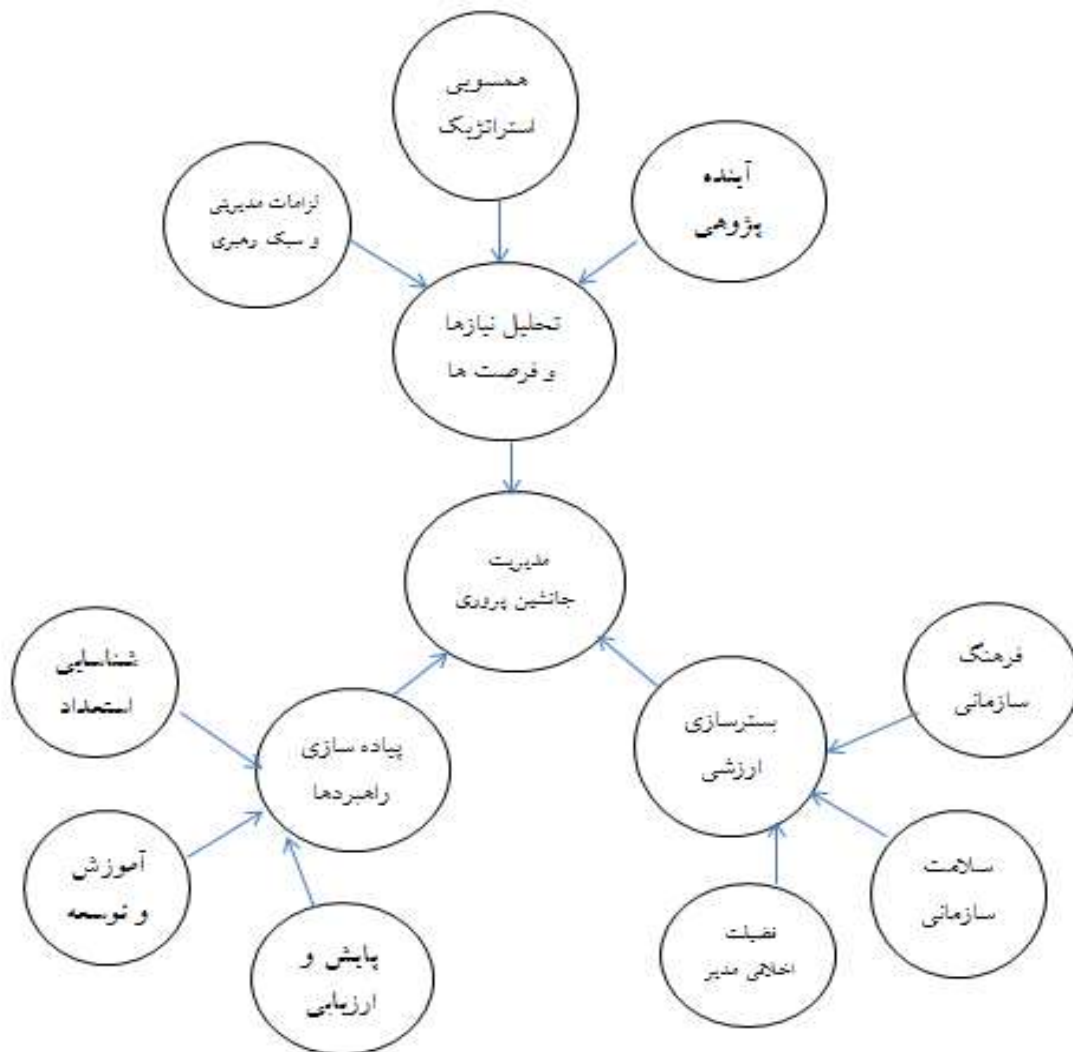 همسویی
استراتژیک
آینده
پژوهی
لزامات مدیریتی
و سبک رهبری
تحلیل نیازها
و فرصت ها
مدیریت
جانشین پروری
شناسایی
استعداد
پیاده سازی
راهبردها
آموزش
و توسعه
پایش و
ارزیابی
بسترسازی
ارزشی
فرهنگ
سازمانی
سلامت
سازمانی
فضیلت
اخلاقی مدیر